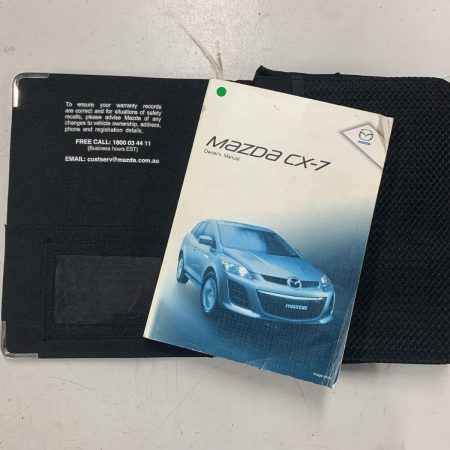 To ensure your warranty records
are correct and for situations of safety
recalls, please advise Mazda of any
changes to vehicle ownership, address,
phone and registration details.
FREE CALL: 1800 03 44 11
(Business hours EST)
EMAIL: custserv@mazda.com.au
mazda CX-7
Owner's Manual
mazda